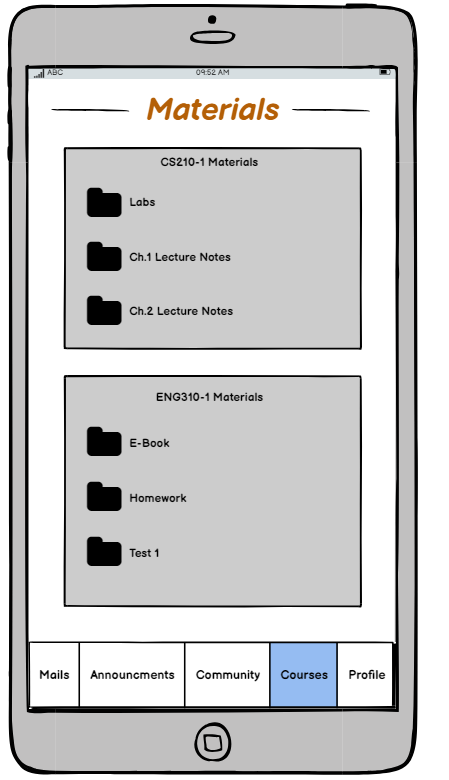 ABC 09:52 AM
Materials
CS210-1 Materials
Labs
Ch.1 Lecture Notes
Ch.2 Lecture Notes
ENG310-1 Materials
E-Book
Homework
Test 1
Mails Announcments Community Courses Profile